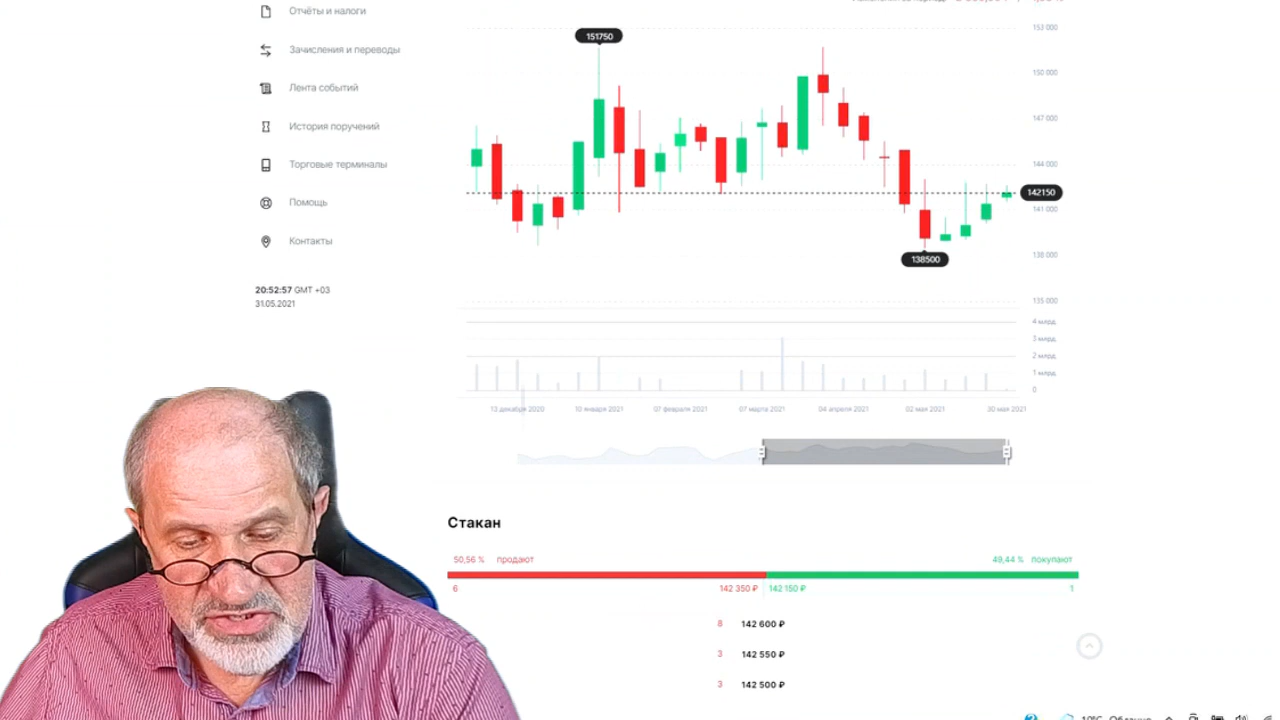 Отчёты и налоги
Зачисления и переводы
Лента событий
История поручений
Торговые терминалы
Помощь
Контакты
20:52:57 GMT +03
31.05.2021
153 000
151750
150 000
147 000
144 000
142150
141 000
138500
138 000
135 000
4 млрд.
3 млрд.
2 млрд.
1 млрд.
0
13 декабря 2020
10 января 2021
07 февраля 2021
07 марта 2021
04 апреля 2021
02 мая 2021
30 мая 2021
Стакан
50,56 % продают
49,44 % покупают
6
142 350 ₽
142 150 ₽
1
8 142 600 ₽
3 142 550 ₽
3 142 500 ₽